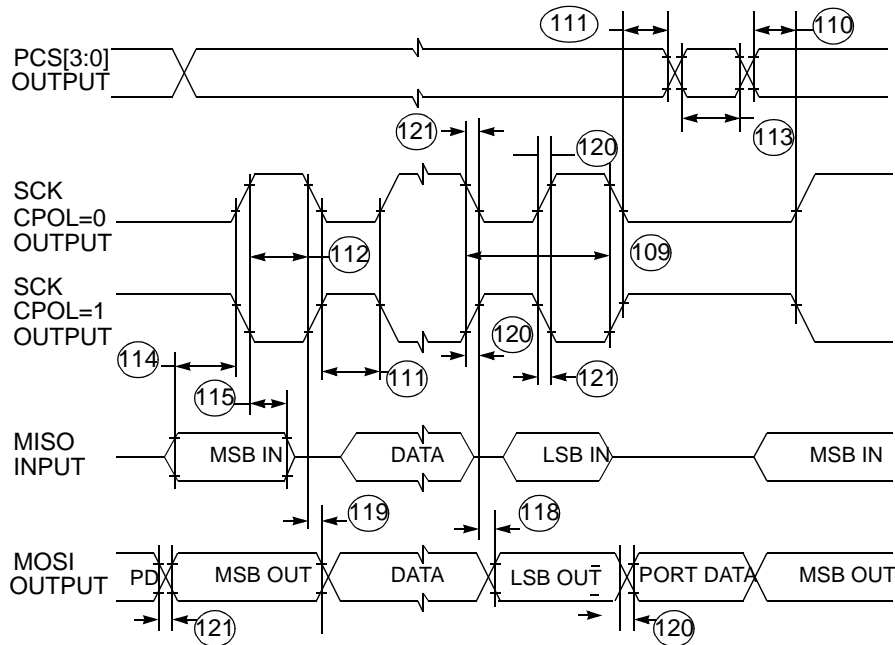 111
110
PCS[3:0]
OUTPUT
121
120
113
SCK
CPOL=0
OUTPUT
112
109
SCK
CPOL=1
OUTPUT
120
114
111
121
115
MISO
INPUT
MSB IN
DATA
LSB IN
MSB IN
119
118
MOSI
OUTPUT
PD
MSB OUT
DATA
LSB OUT
PORT DATA
MSB OUT
121
120